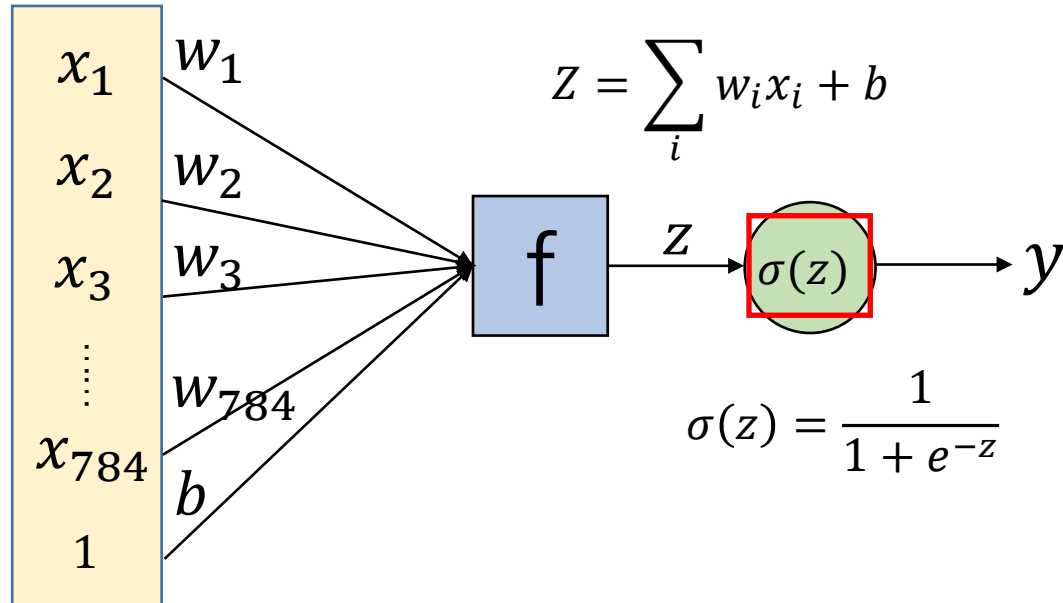 x₁ w₁
Z = ∑ᵢ wᵢxᵢ + b
x₂ w₂
x₃ w₃
f
z
σ(z)
y
......
w₇₈₄
x₇₈₄
σ(z) = 1 / (1 + e⁻ᶻ)
b
1